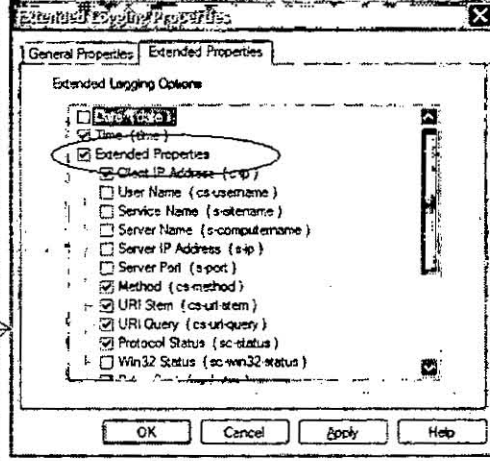 Extended Logging Properties
General Properties Extended Properties
Extended Logging Options
Date ( date )
Time ( time )
Extended Properties
Client IP Address ( c-ip )
User Name ( cs-username )
Service Name ( s-sitename )
Server Name ( s-computername )
Server IP Address ( s-ip )
Server Port ( s-port )
Method ( cs-method )
URI Stem ( cs-uri-stem )
URI Query ( cs-uri-query )
Protocol Status ( sc-status )
Win32 Status ( sc-win32-status )
OK Cancel Apply Help